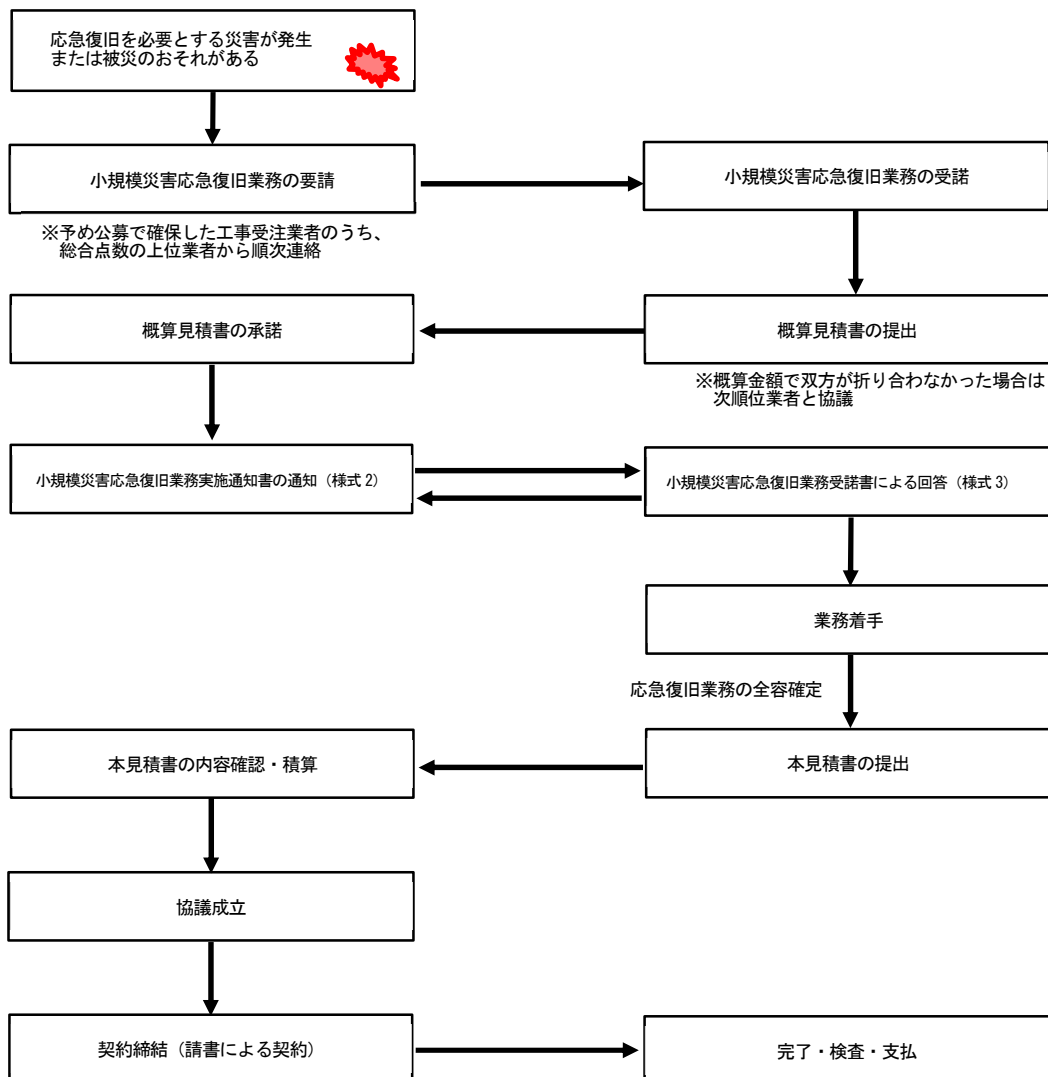 応急復旧を必要とする災害が発生
または被災のおそれがある
小規模災害応急復旧業務の要請
小規模災害応急復旧業務の受諾
※予め公募で確保した工事受注業者のうち、
総合点数の上位業者から順次連絡
概算見積書の承諾
概算見積書の提出
※概算金額で双方が折り合わなかった場合は
次順位業者と協議
小規模災害応急復旧業務実施通知書の通知（様式2）
小規模災害応急復旧業務受諾書による回答（様式3）
業務着手
応急復旧業務の全容確定
本見積書の内容確認・積算
本見積書の提出
協議成立
契約締結（請書による契約）
完了・検査・支払